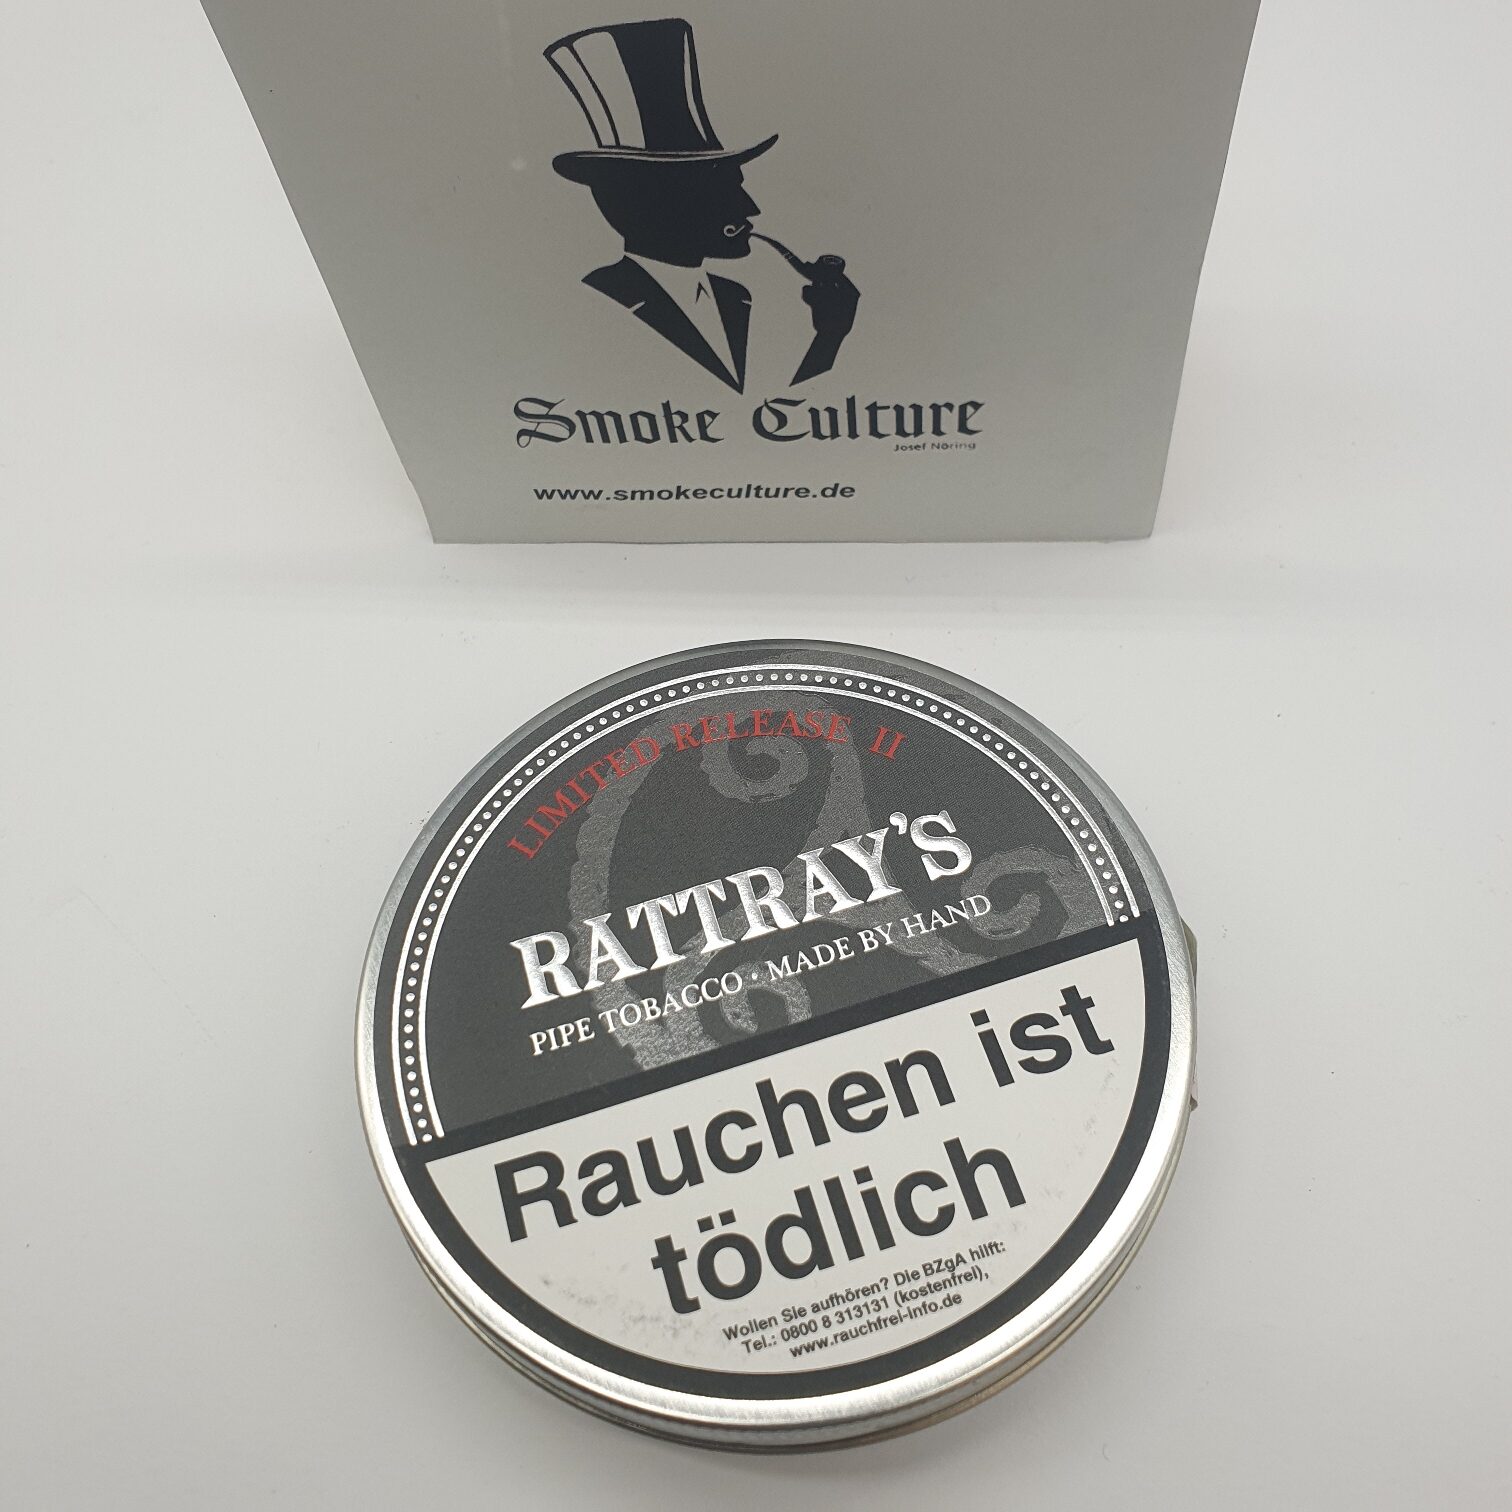 Smoke Culture
Josef Nöring
www.smokeculture.de
LIMITED RELEASE II
RATTRAY'S
PIPE TOBACCO · MADE BY HAND
Rauchen ist
tödlich
Wollen Sie aufhören? Die BZgA hilft:
Tel.: 0800 8 313131 (kostenfrei),
www.rauchfrei-info.de